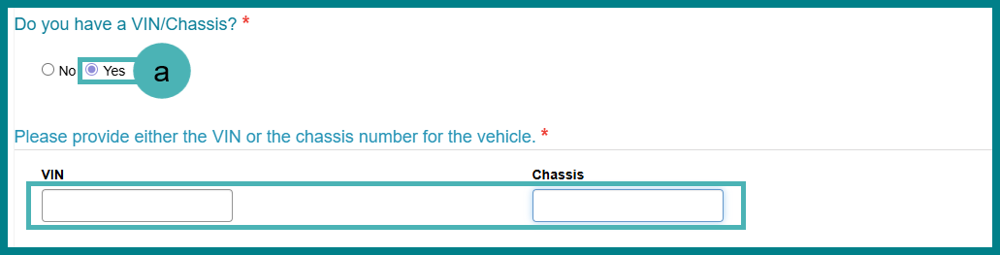 Do you have a VIN/Chassis? *
No Yes a
Please provide either the VIN or the chassis number for the vehicle. *
VIN Chassis